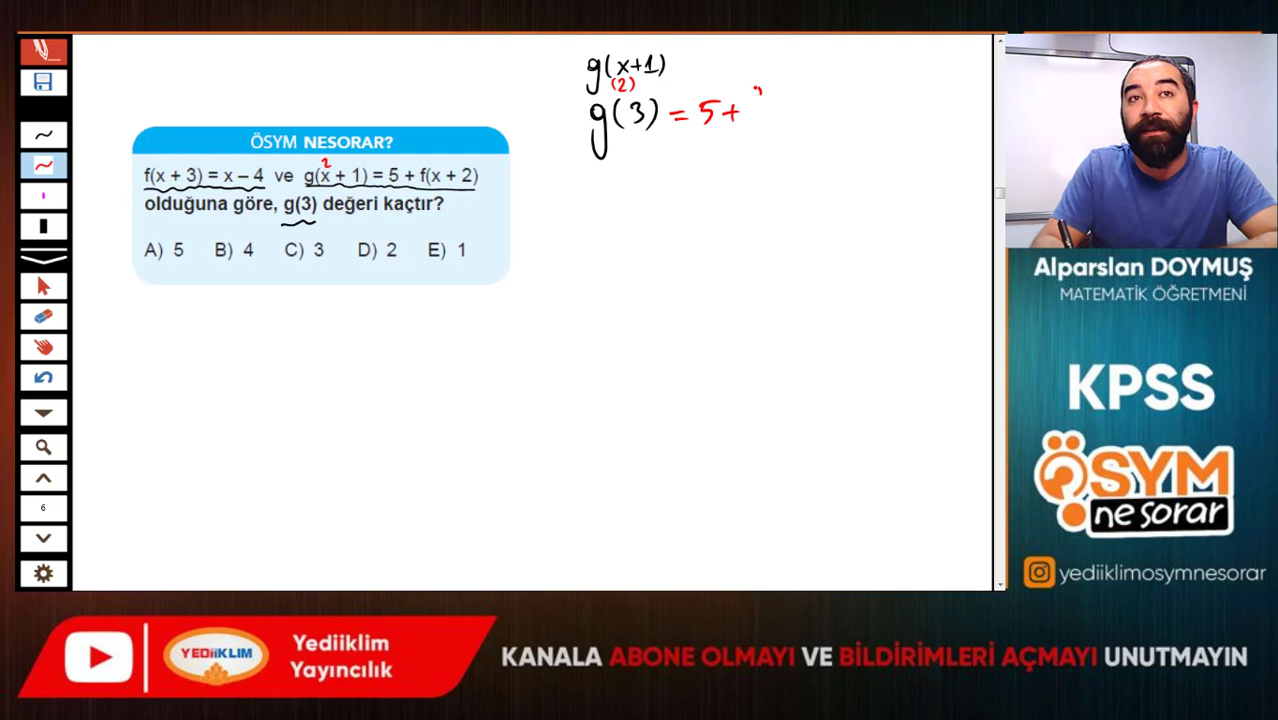 g(x+1)
(2)
g(3) = 5+
ÖSYM NESORAR?
2
f(x + 3) = x – 4 ve g(x + 1) = 5 + f(x + 2)
olduğuna göre, g(3) değeri kaçtır?
A) 5 B) 4 C) 3 D) 2 E) 1
6
Alparslan DOYMUŞ
MATEMATİK ÖĞRETMENİ
KPSS
ÖSYM
ne sorar
yediiklimosymnesorar
YEDİİKLİM
Yediiklim
Yayıncılık
KANALA ABONE OLMAYI VE BİLDİRİMLERİ AÇMAYI UNUTMAYIN